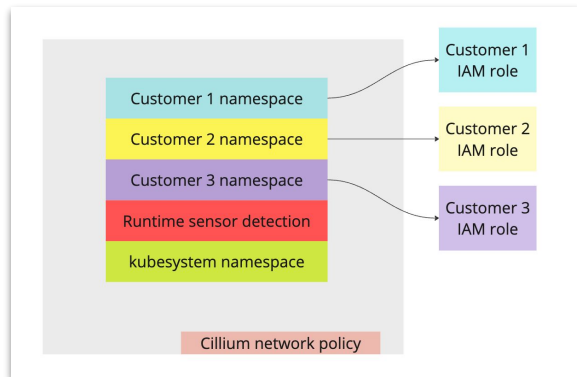 Customer 1
IAM role
Customer 1 namespace
Customer 2 namespace
Customer 2
IAM role
Customer 3 namespace
Customer 3
IAM role
Runtime sensor detection
kubesystem namespace
Cillium network policy